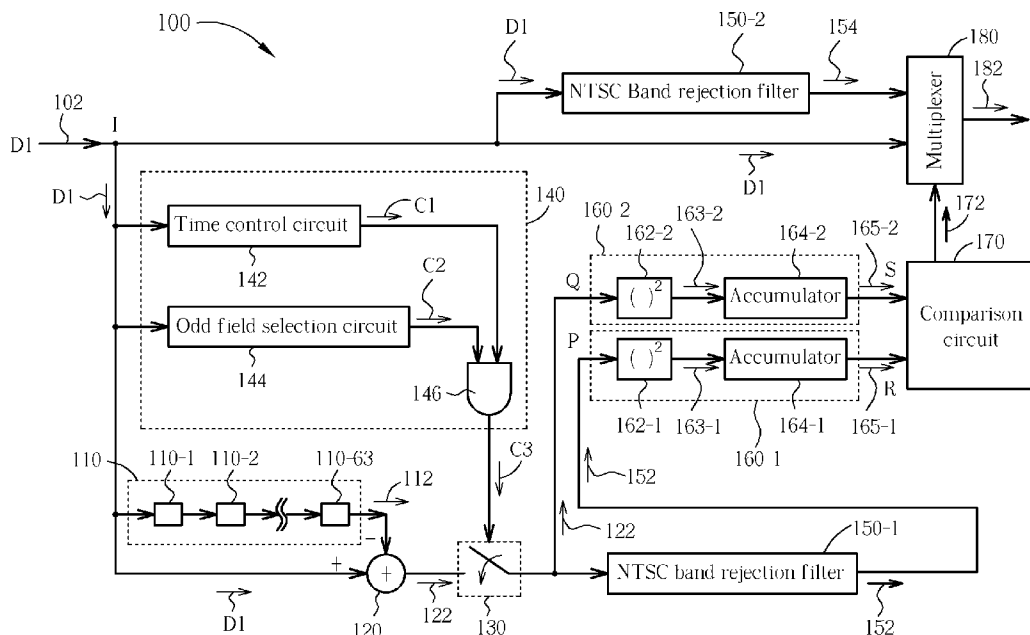 100
150-2
D1
154
180
NTSC Band rejection filter
182
102
I
D1
Multiplexer
D1
D1
140
C1
Time control circuit
142
160-2
162-2
163-2
164-2
165-2
172
170
C2
Q
( )²
Accumulator
S
Odd field selection circuit
144
P
( )²
Accumulator
R
Comparison
circuit
146
162-1
163-1
164-1
165-1
160-1
C3
152
110
110-1
110-2
110-63
112
122
150-1
-
+
+
NTSC band rejection filter
D1
120
122
130
152